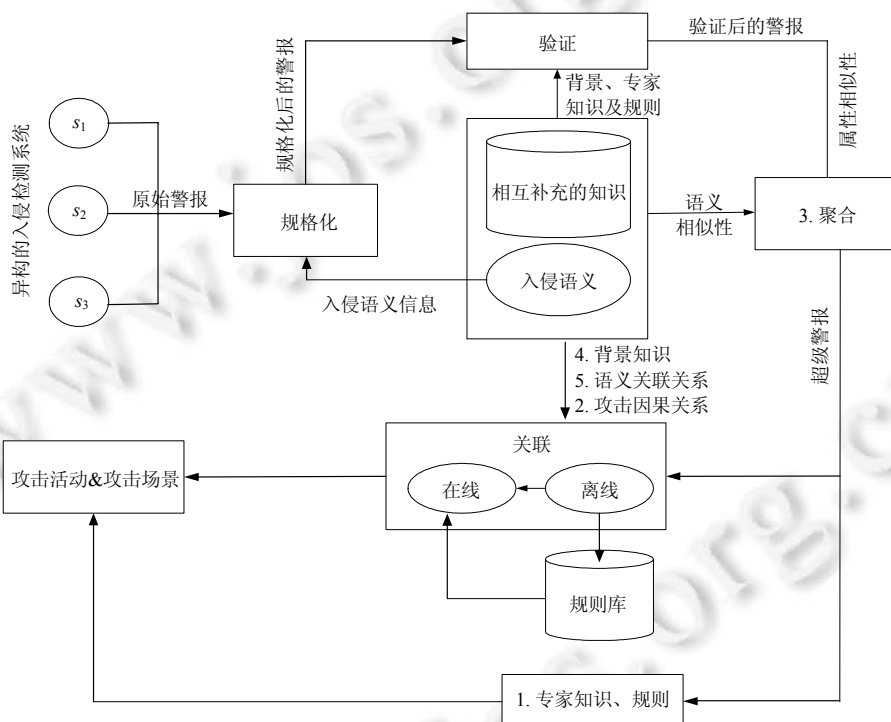 验证
验证后的警报
规格化后的警报
背景、专家
知识及规则
属性相似性
异构的入侵检测系统
s1
s2
s3
原始警报
规格化
相互补充的知识
入侵语义
语义
相似性
3. 聚合
入侵语义信息
超级警报
4. 背景知识
5. 语义关联关系
2. 攻击因果关系
关联
攻击活动&攻击场景
在线
离线
规则库
1. 专家知识、规则